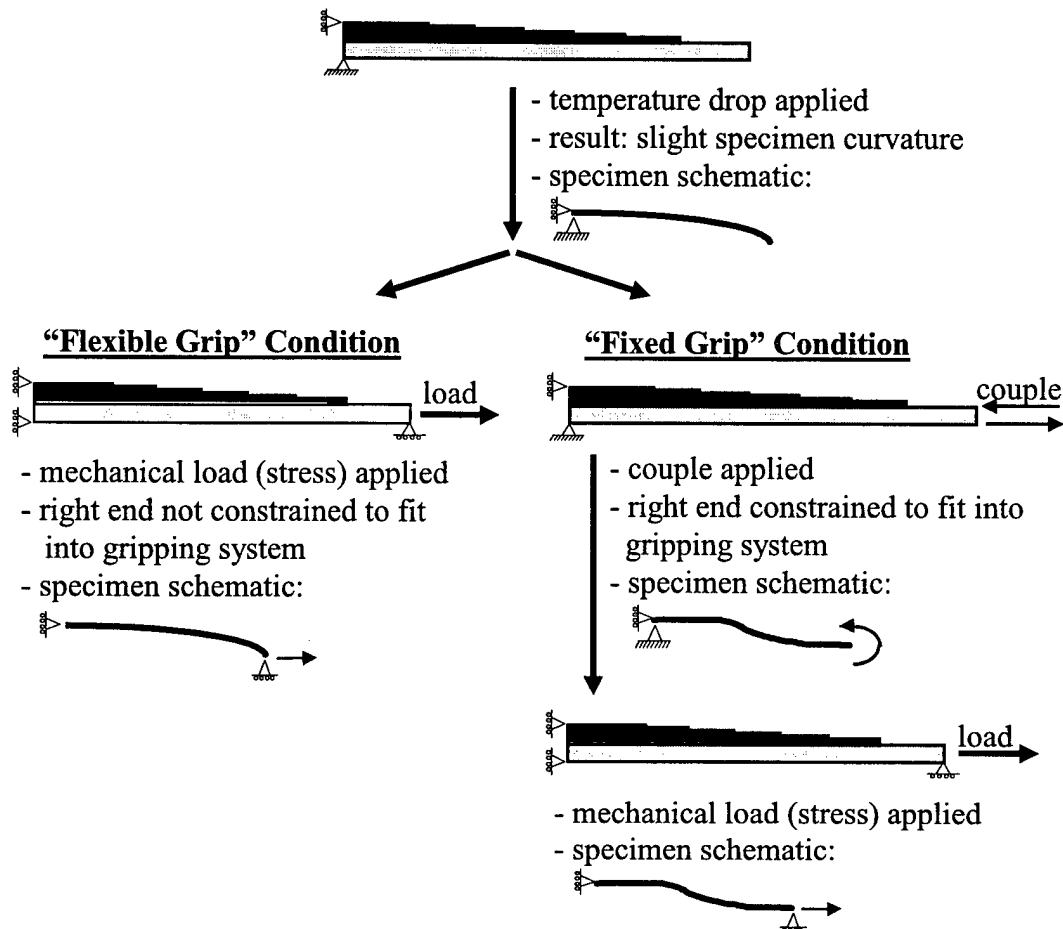 - temperature drop applied
- result: slight specimen curvature
- specimen schematic:
“Flexible Grip” Condition
load
- mechanical load (stress) applied
- right end not constrained to fit
into gripping system
- specimen schematic:
“Fixed Grip” Condition
couple
- couple applied
- right end constrained to fit into
gripping system
- specimen schematic:
load
- mechanical load (stress) applied
- specimen schematic: